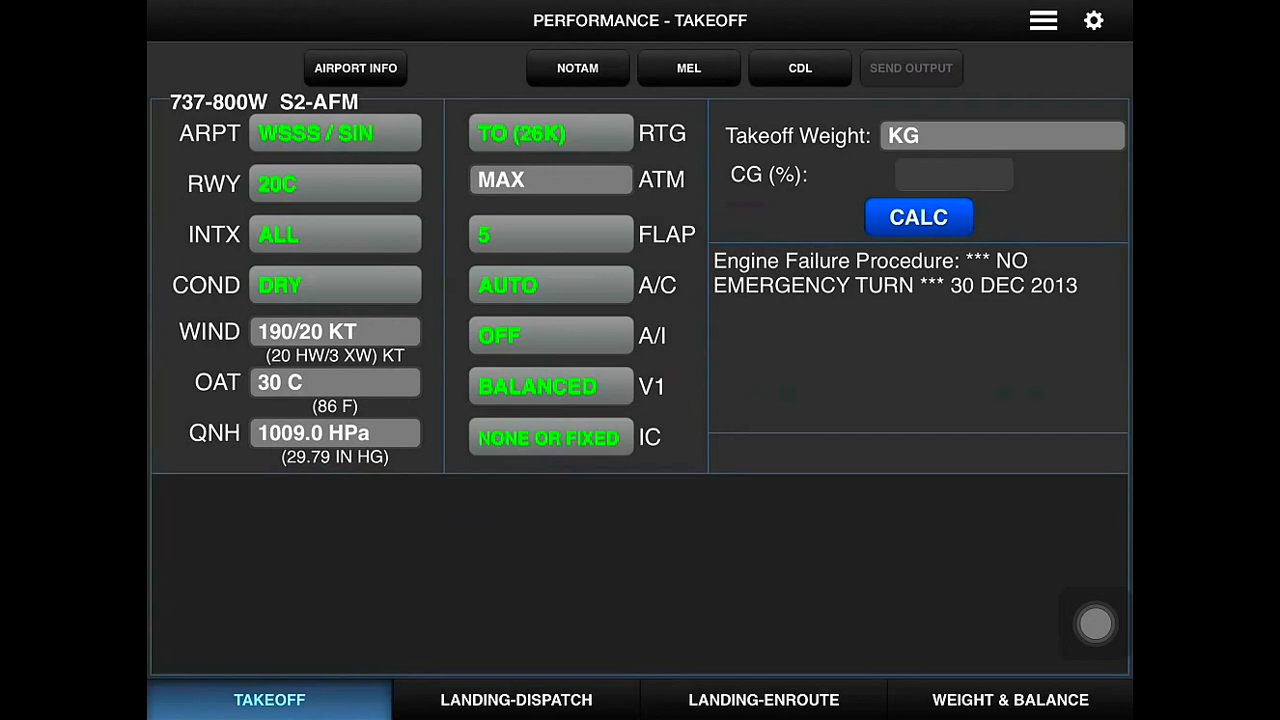 PERFORMANCE - TAKEOFF
AIRPORT INFO
NOTAM
MEL
CDL
SEND OUTPUT
737-800W S2-AFM
ARPT WSSS / SIN
RWY 20C
INTX ALL
COND DRY
WIND 190/20 KT
(20 HW/3 XW) KT
OAT 30 C
(86 F)
QNH 1009.0 HPa
(29.79 IN HG)
TO (26K) RTG
MAX ATM
5 FLAP
AUTO A/C
OFF A/I
BALANCED V1
NONE OR FIXED IC
Takeoff Weight: KG
CG (%):
CALC
Engine Failure Procedure: *** NO
EMERGENCY TURN *** 30 DEC 2013
TAKEOFF
LANDING-DISPATCH
LANDING-ENROUTE
WEIGHT & BALANCE